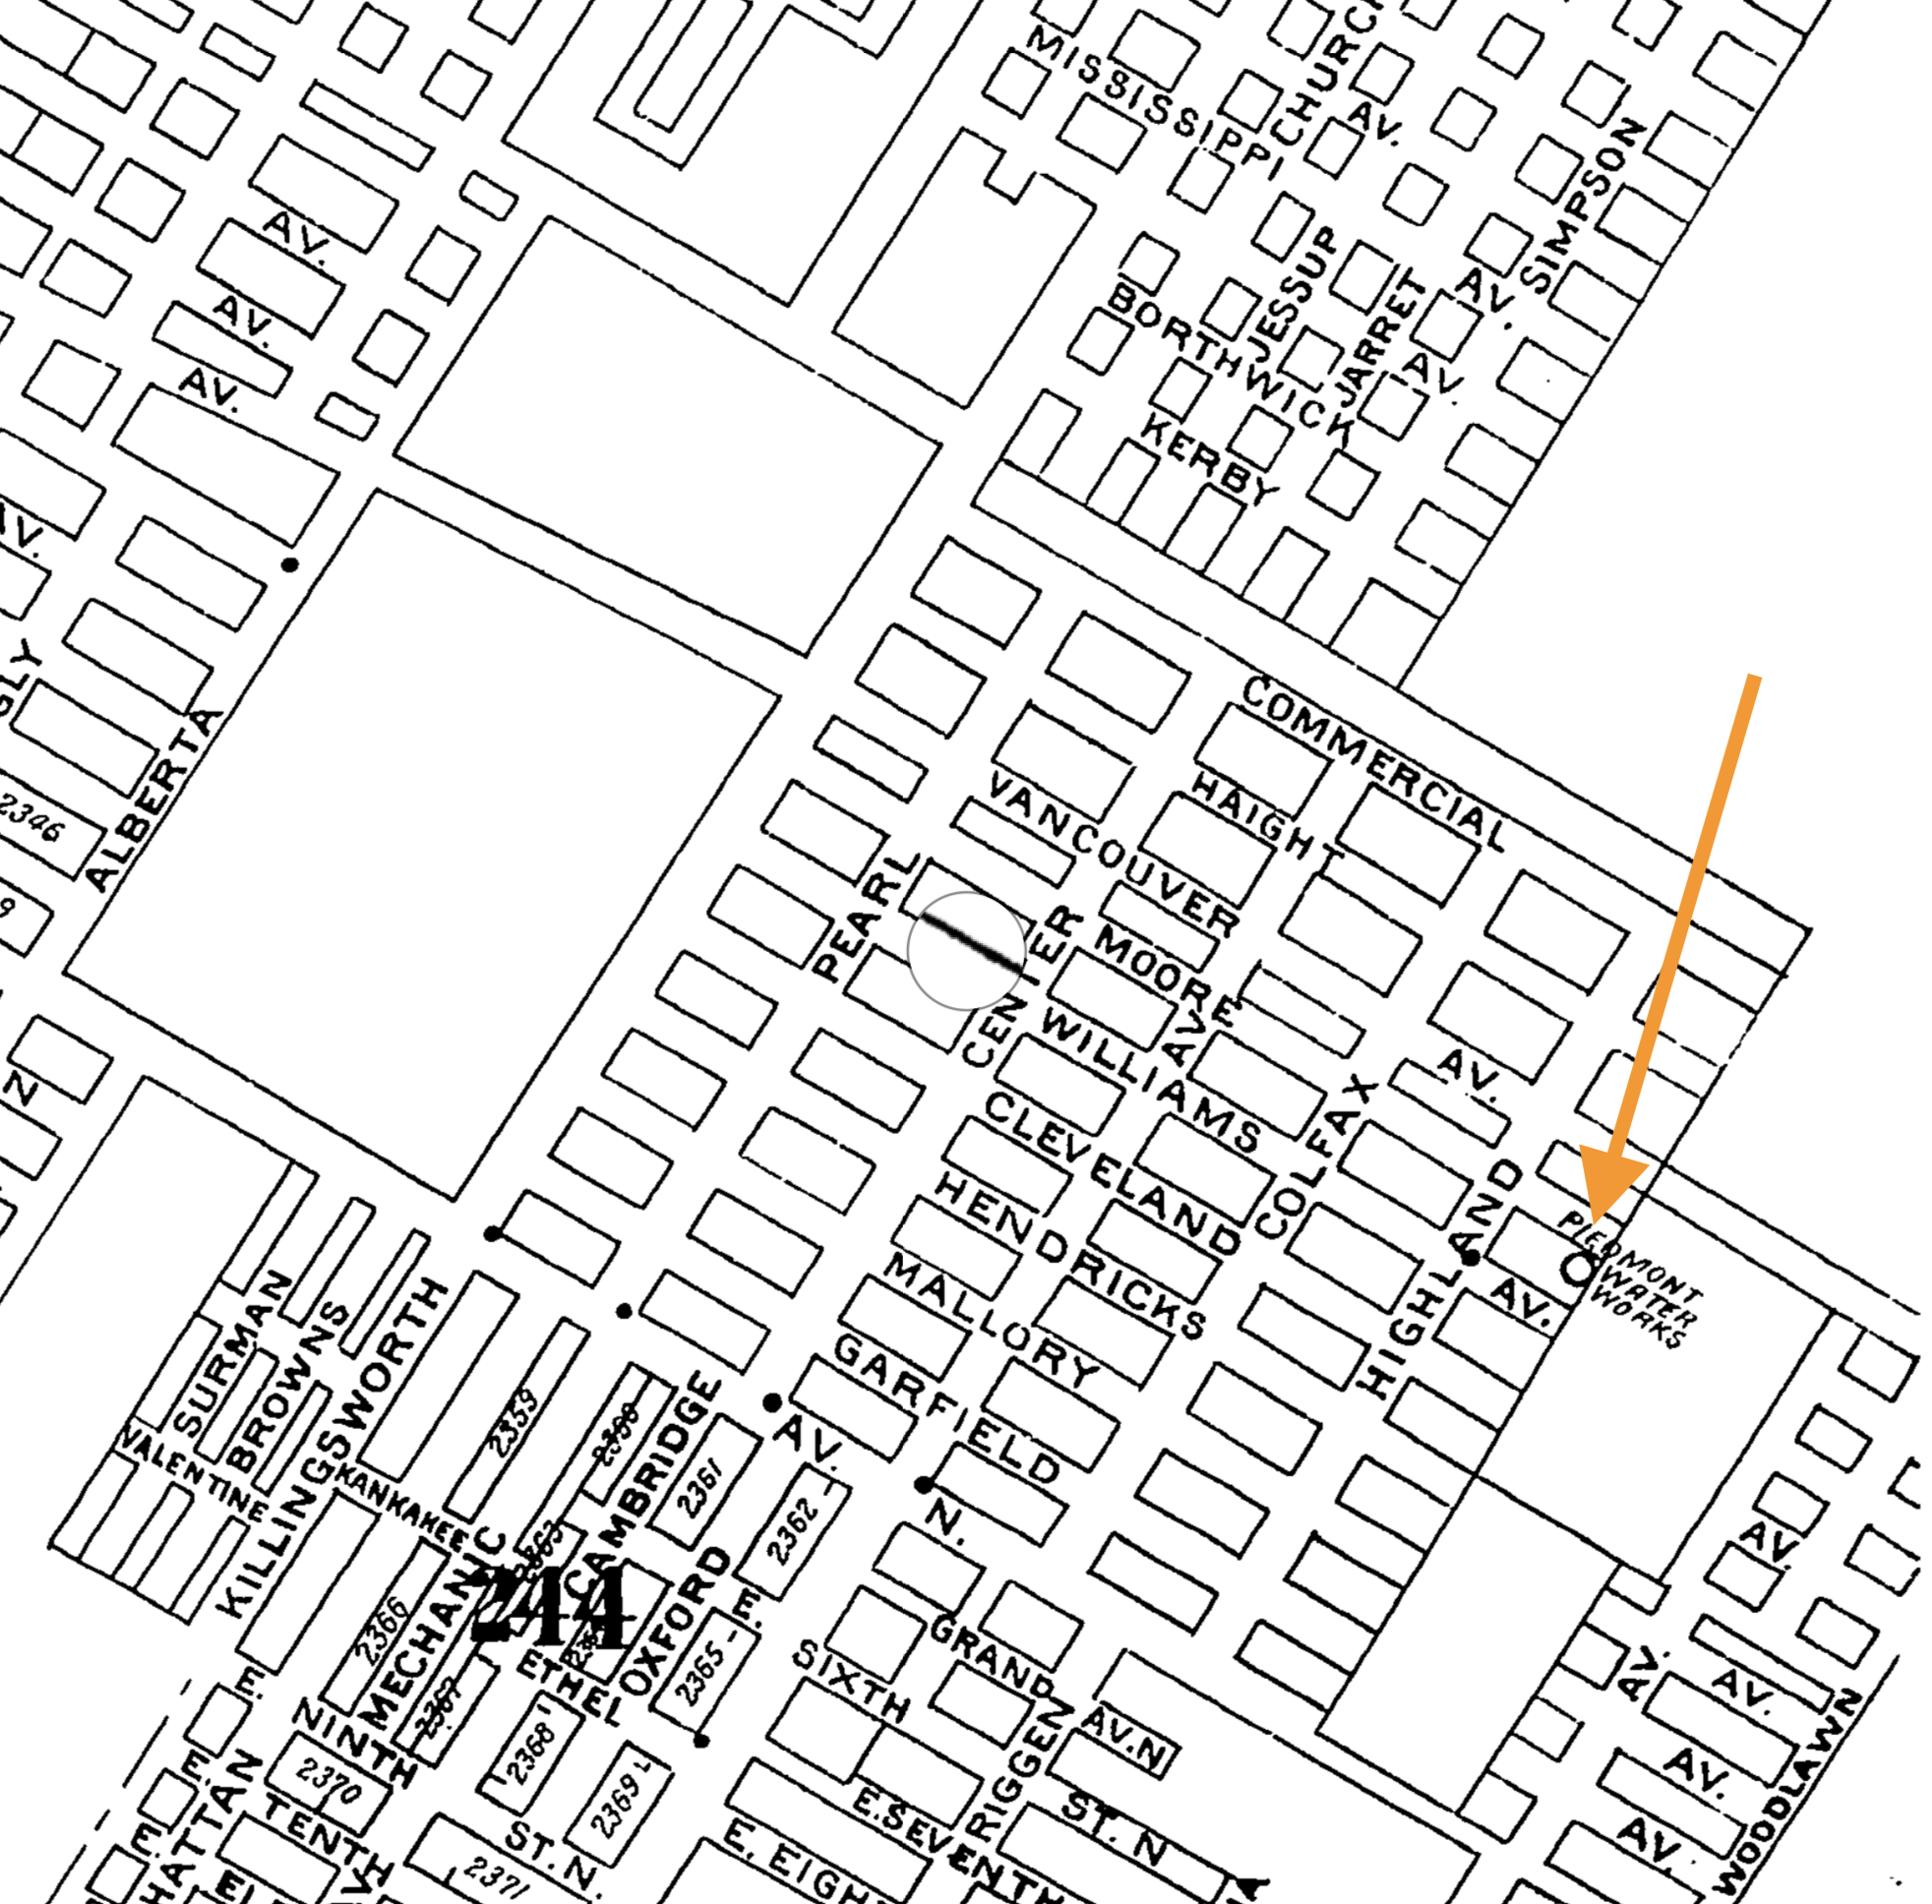 MISSISSIPPI
AV.
SIMPSON
AV.
AV.
AV.
JESSUP
JARRET
AV.
BORTHWICK
AV.
KERBY
AV.
ALBERTA
2346
9
COMMERCIAL
HAIGHT
VANCOUVER
PEARL
CENTER
AV.
MOORE
WILLIAMS
CLEVELAND
HENDRICKS
MALLORY
GARFIELD
AV.
COLFAX
HIGHLAND
AV.
AV.
PIEDMONT
WATER
WORKS
N
SURMAN
BROWNS
KILLINGSWORTH
VALENTINE
KANKAKEE
MECHANIC
2359
CAMBRIDGE
2361
2362
OXFORD
244
2366
2365
ETHEL
E.
SIXTH
N.
GRAND
AV.N
RIGGEN
E.
NINTH
2367
2368
2369
2370
E.
TENTH
ST. N.
2371
E.
E. SEVENTH
ST. N
E. EIGH
AV.
AV.
AV.
AV.
AV.
WOODLAWN